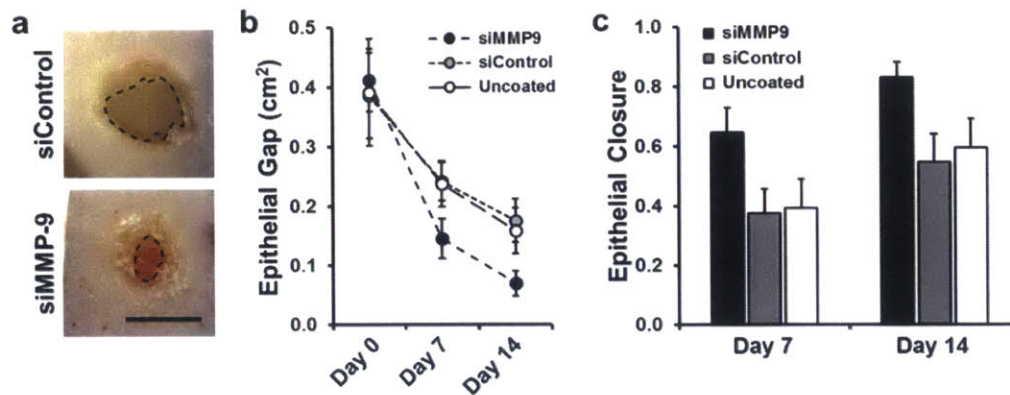 a
siControl
siMMP-9
b
Epithelial Gap (cm²)
0.5
0.4
0.3
0.2
0.1
0.0
siMMP9
siControl
Uncoated
Day 0
Day 7
Day 14
c
Epithelial Closure
1.0
0.8
0.6
0.4
0.2
0.0
siMMP9
siControl
Uncoated
Day 7
Day 14